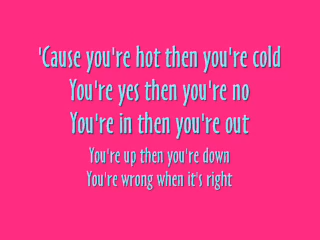 'Cause you're hot then you're cold
You're yes then you're no
You're in then you're out
You're up then you're down
You're wrong when it's right